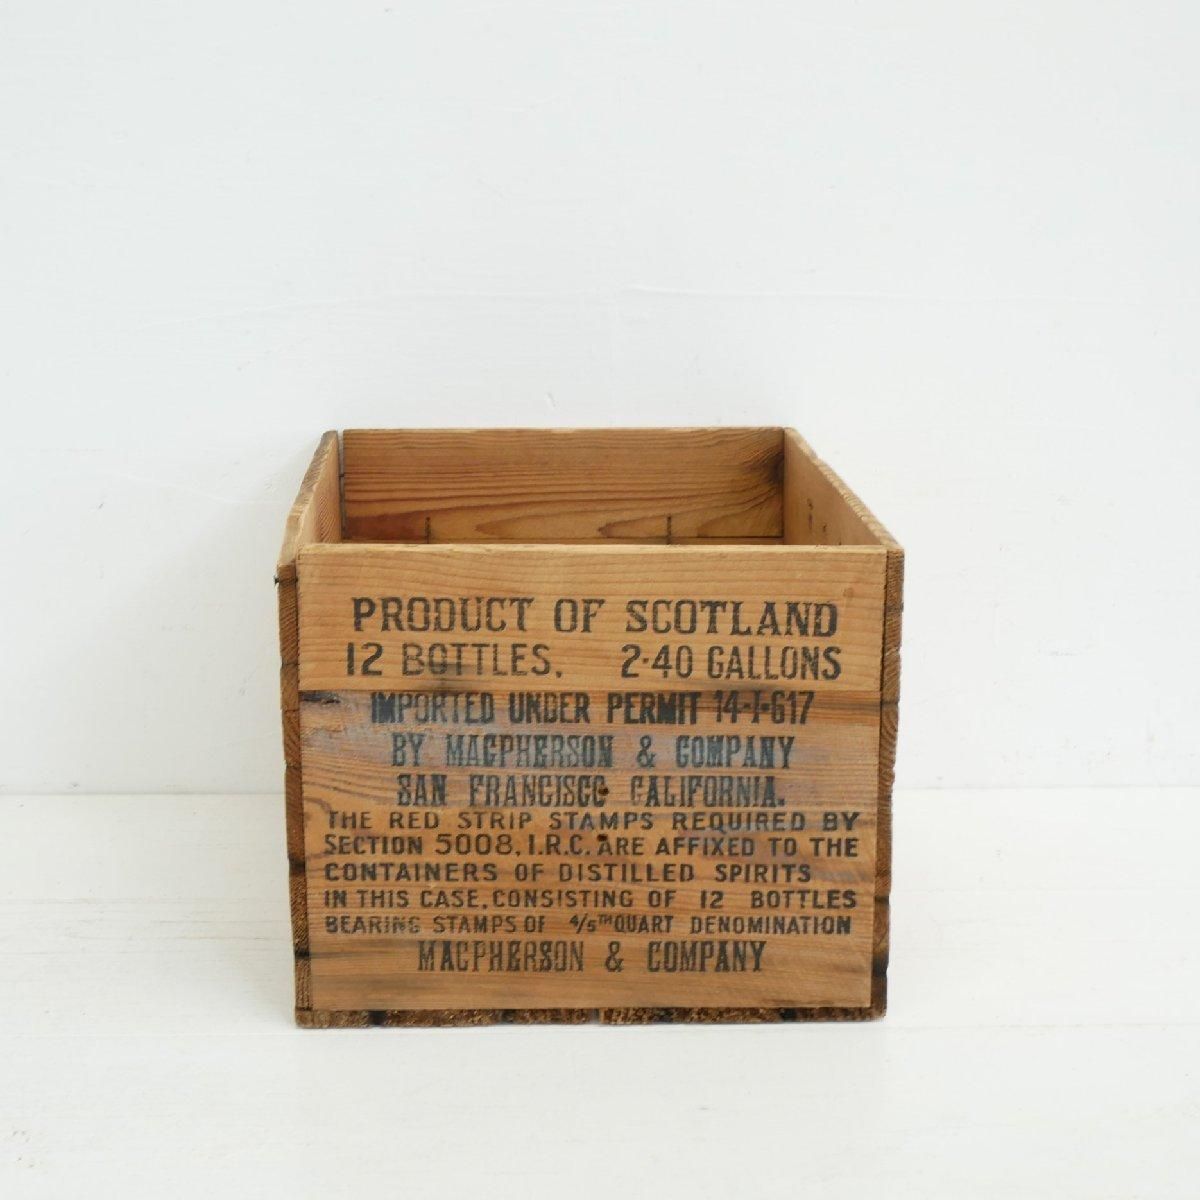 PRODUCT OF SCOTLAND
12 BOTTLES. 2·40 GALLONS
IMPORTED UNDER PERMIT 14-I-617
BY MACPHERSON & COMPANY
SAN FRANCISCO CALIFORNIA.
THE RED STRIP STAMPS REQUIRED BY
SECTION 5008, I.R.C. ARE AFFIXED TO THE
CONTAINERS OF DISTILLED SPIRITS
IN THIS CASE, CONSISTING OF 12 BOTTLES
BEARING STAMPS OF 4/5TH QUART DENOMINATION
MACPHERSON & COMPANY